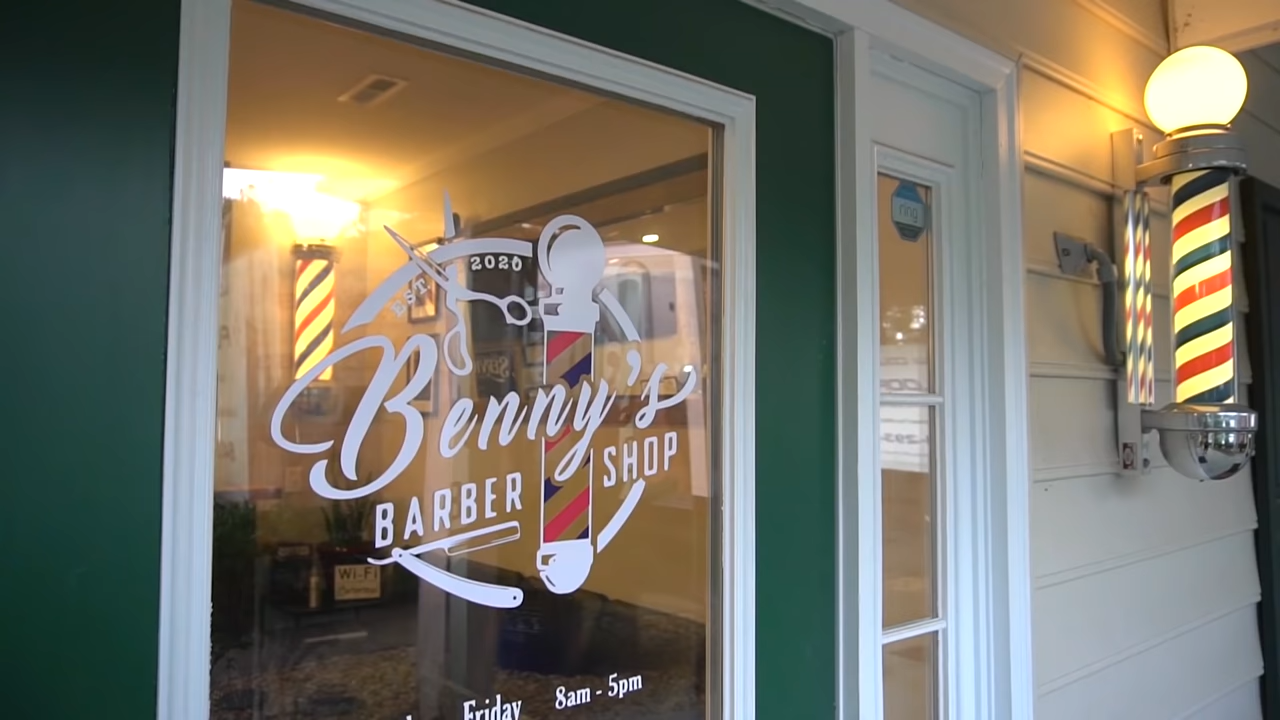 EST 2020
Benny's
BARBER SHOP
ring
Wi-Fi
Friday 8am - 5pm